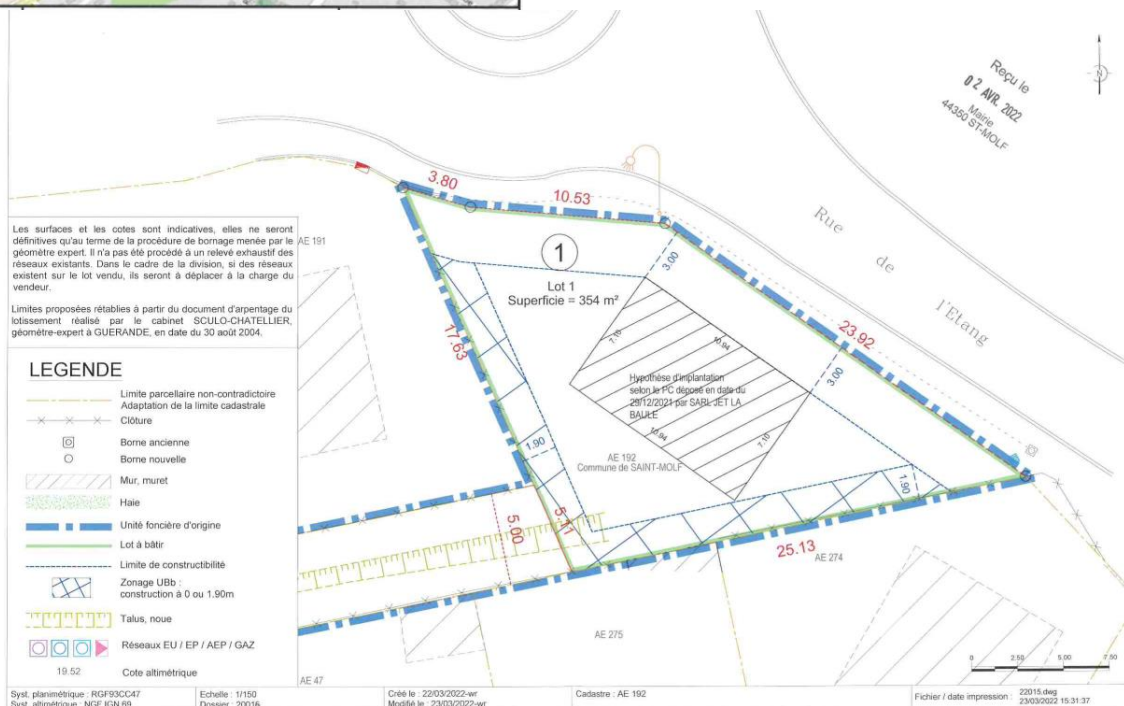 Reçu le
02 AVR. 2022
Mairie
44350 ST-MOLF
N
3.80
10.53
Rue
de
l'Etang
Les surfaces et les cotes sont indicatives, elles ne seront
définitives qu'au terme de la procédure de bornage menée par le
géomètre expert. Il n'a pas été procédé à un relevé exhaustif des
réseaux existants. Dans le cadre de la division, si des réseaux
existent sur le lot vendu, ils seront à déplacer à la charge du
vendeur.
Limites proposées rétablies à partir du document d'arpentage du
lotissement réalisé par le cabinet SCULO-CHATELLIER,
géomètre-expert à GUERANDE, en date du 30 août 2004.
AE 191
1
Lot 1
Superficie = 354 m²
3.00
17.63
7.10
10.94
23.92
3.00
Hypothèse d'implantation
selon le PC déposé en date du
29/12/2021 par SARL JET LA
BAULE
10.94
7.10
1.90
AE 192
Commune de SAINT-MOLF
1.90
5.00
5.11
25.13
AE 274
AE 275
AE 47
LEGENDE
Limite parcellaire non-contradictoire
Adaptation de la limite cadastrale
Clôture
Borne ancienne
Borne nouvelle
Mur, muret
Haie
Unité foncière d'origine
Lot à bâtir
Limite de constructibilité
Zonage UBb :
construction à 0 ou 1.90m
Talus, noue
Réseaux EU / EP / AEP / GAZ
19.52 Cote altimétrique
0 2.50 5.00 7.50
Syst. planimétrique : RGF93CC47 Echelle : 1/150 Créé le : 22/03/2022-wr Cadastre : AE 192 Fichier / date impression : 22015.dwg
Syst. altimétrique : NGF IGN 69 Dossier : 20016 Modifié le : 23/03/2022-wr 23/03/2022 15:31:37